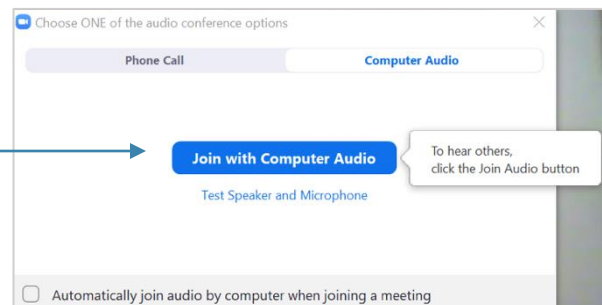 Choose ONE of the audio conference options
Phone Call
Computer Audio
Join with Computer Audio
To hear others,
click the Join Audio button
Test Speaker and Microphone
Automatically join audio by computer when joining a meeting